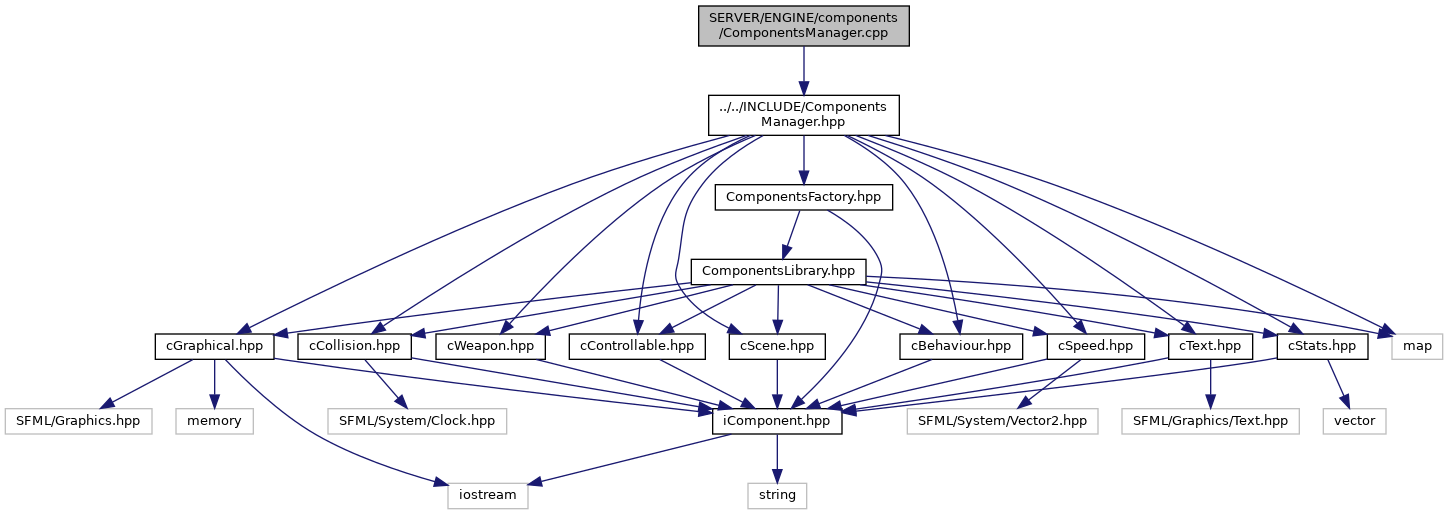 SERVER/ENGINE/components
/ComponentsManager.cpp
../../INCLUDE/Components
Manager.hpp
ComponentsFactory.hpp
ComponentsLibrary.hpp
cGraphical.hpp
cCollision.hpp
cWeapon.hpp
cControllable.hpp
cScene.hpp
cBehaviour.hpp
cSpeed.hpp
cText.hpp
cStats.hpp
map
SFML/Graphics.hpp
memory
SFML/System/Clock.hpp
iComponent.hpp
SFML/System/Vector2.hpp
SFML/Graphics/Text.hpp
vector
iostream
string